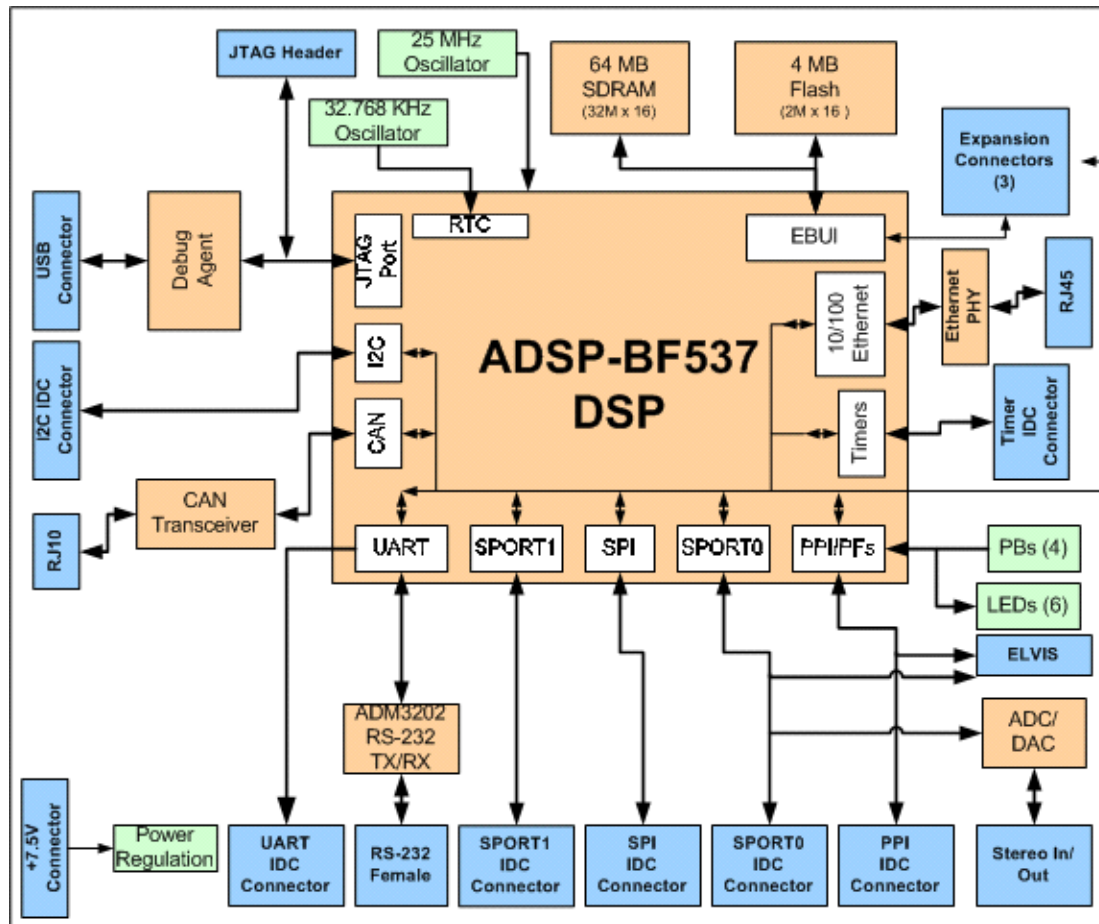 JTAG Header
25 MHz
Oscillator
64 MB
SDRAM
(32M x 16)
4 MB
Flash
(2M x 16 )
32.768 KHz
Oscillator
Expansion
Connectors
(3)
USB
Connector
Debug
Agent
JTAG
Port
RTC
EBUI
Ethernet
PHY
RJ45
10/100
Ethernet
I2C IDC
Connector
I2C
ADSP-BF537
DSP
CAN
Timers
Timer
IDC
Connector
CAN
Transceiver
RJ10
UART
SPORT1
SPI
SPORT0
PPI/PFs
PBs (4)
LEDs (6)
ELVIS
ADM3202
RS-232
TX/RX
ADC/
DAC
+7.5V
Connector
Power
Regulation
UART
IDC
Connector
RS-232
Female
SPORT1
IDC
Connector
SPI
IDC
Connector
SPORT0
IDC
Connector
PPI
IDC
Connector
Stereo In/
Out